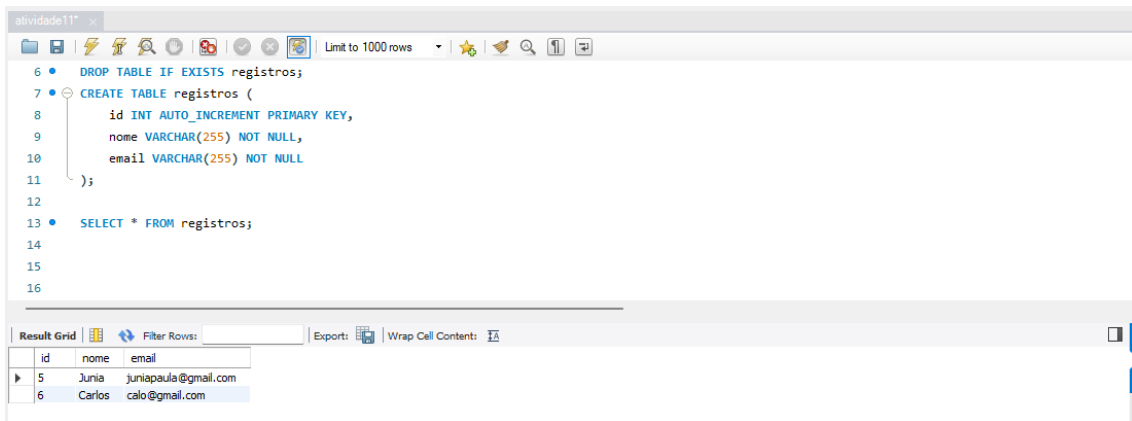 atividade11*
Limit to 1000 rows
6 DROP TABLE IF EXISTS registros;
7 CREATE TABLE registros (
8 id INT AUTO_INCREMENT PRIMARY KEY,
9 nome VARCHAR(255) NOT NULL,
10 email VARCHAR(255) NOT NULL
11 );
12
13 SELECT * FROM registros;
14
15
16
Result Grid Filter Rows: Export: Wrap Cell Content: IA
id nome email
5 Junia juniapaula@gmail.com
6 Carlos calo@gmail.com